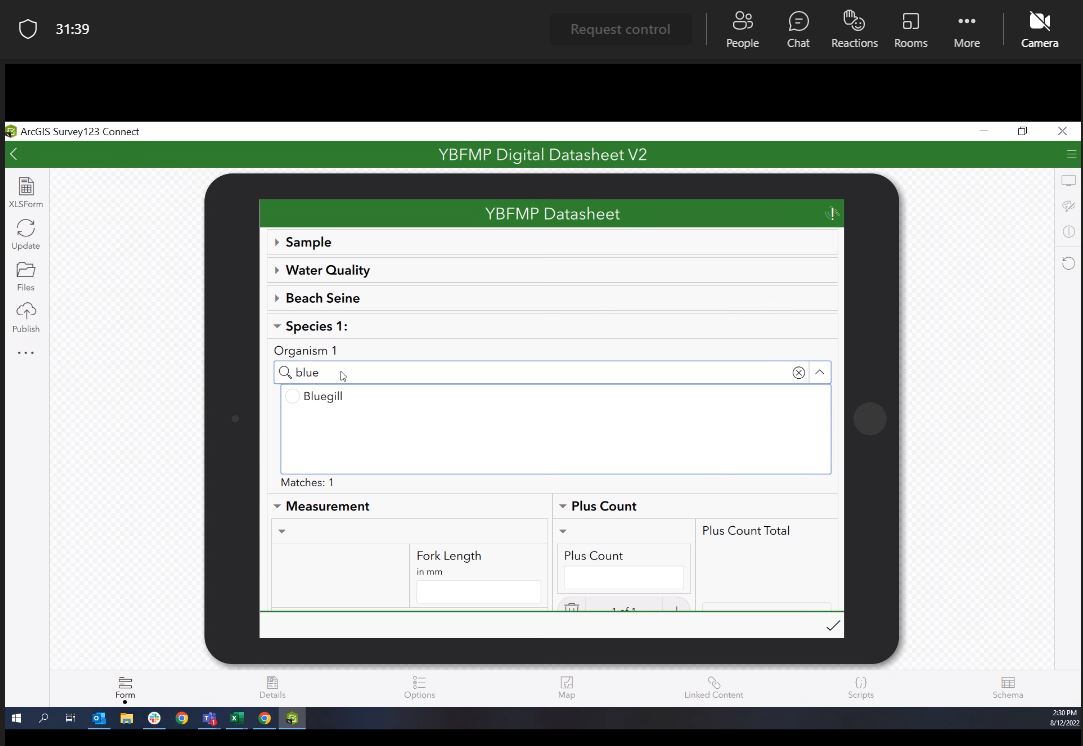 31:39
Request control
People
Chat
Reactions
Rooms
More
Camera
ArcGIS Survey123 Connect
YBFMP Digital Datasheet V2
XLSForm
Update
Files
Publish
YBFMP Datasheet
Sample
Water Quality
Beach Seine
Species 1:
Organism 1
blue
Bluegill
Matches: 1
Measurement
Plus Count
Plus Count Total
Fork Length
in mm
Plus Count
1 of 1
Form
Details
Options
Map
Linked Content
Scripts
Schema
2:30 PM
8/12/2022